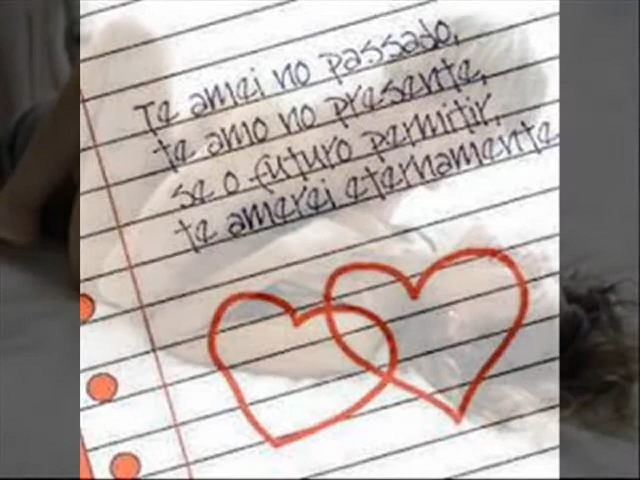 Te amei no passado,
te amo no presente,
se o futuro permitir,
te amarei eternamente